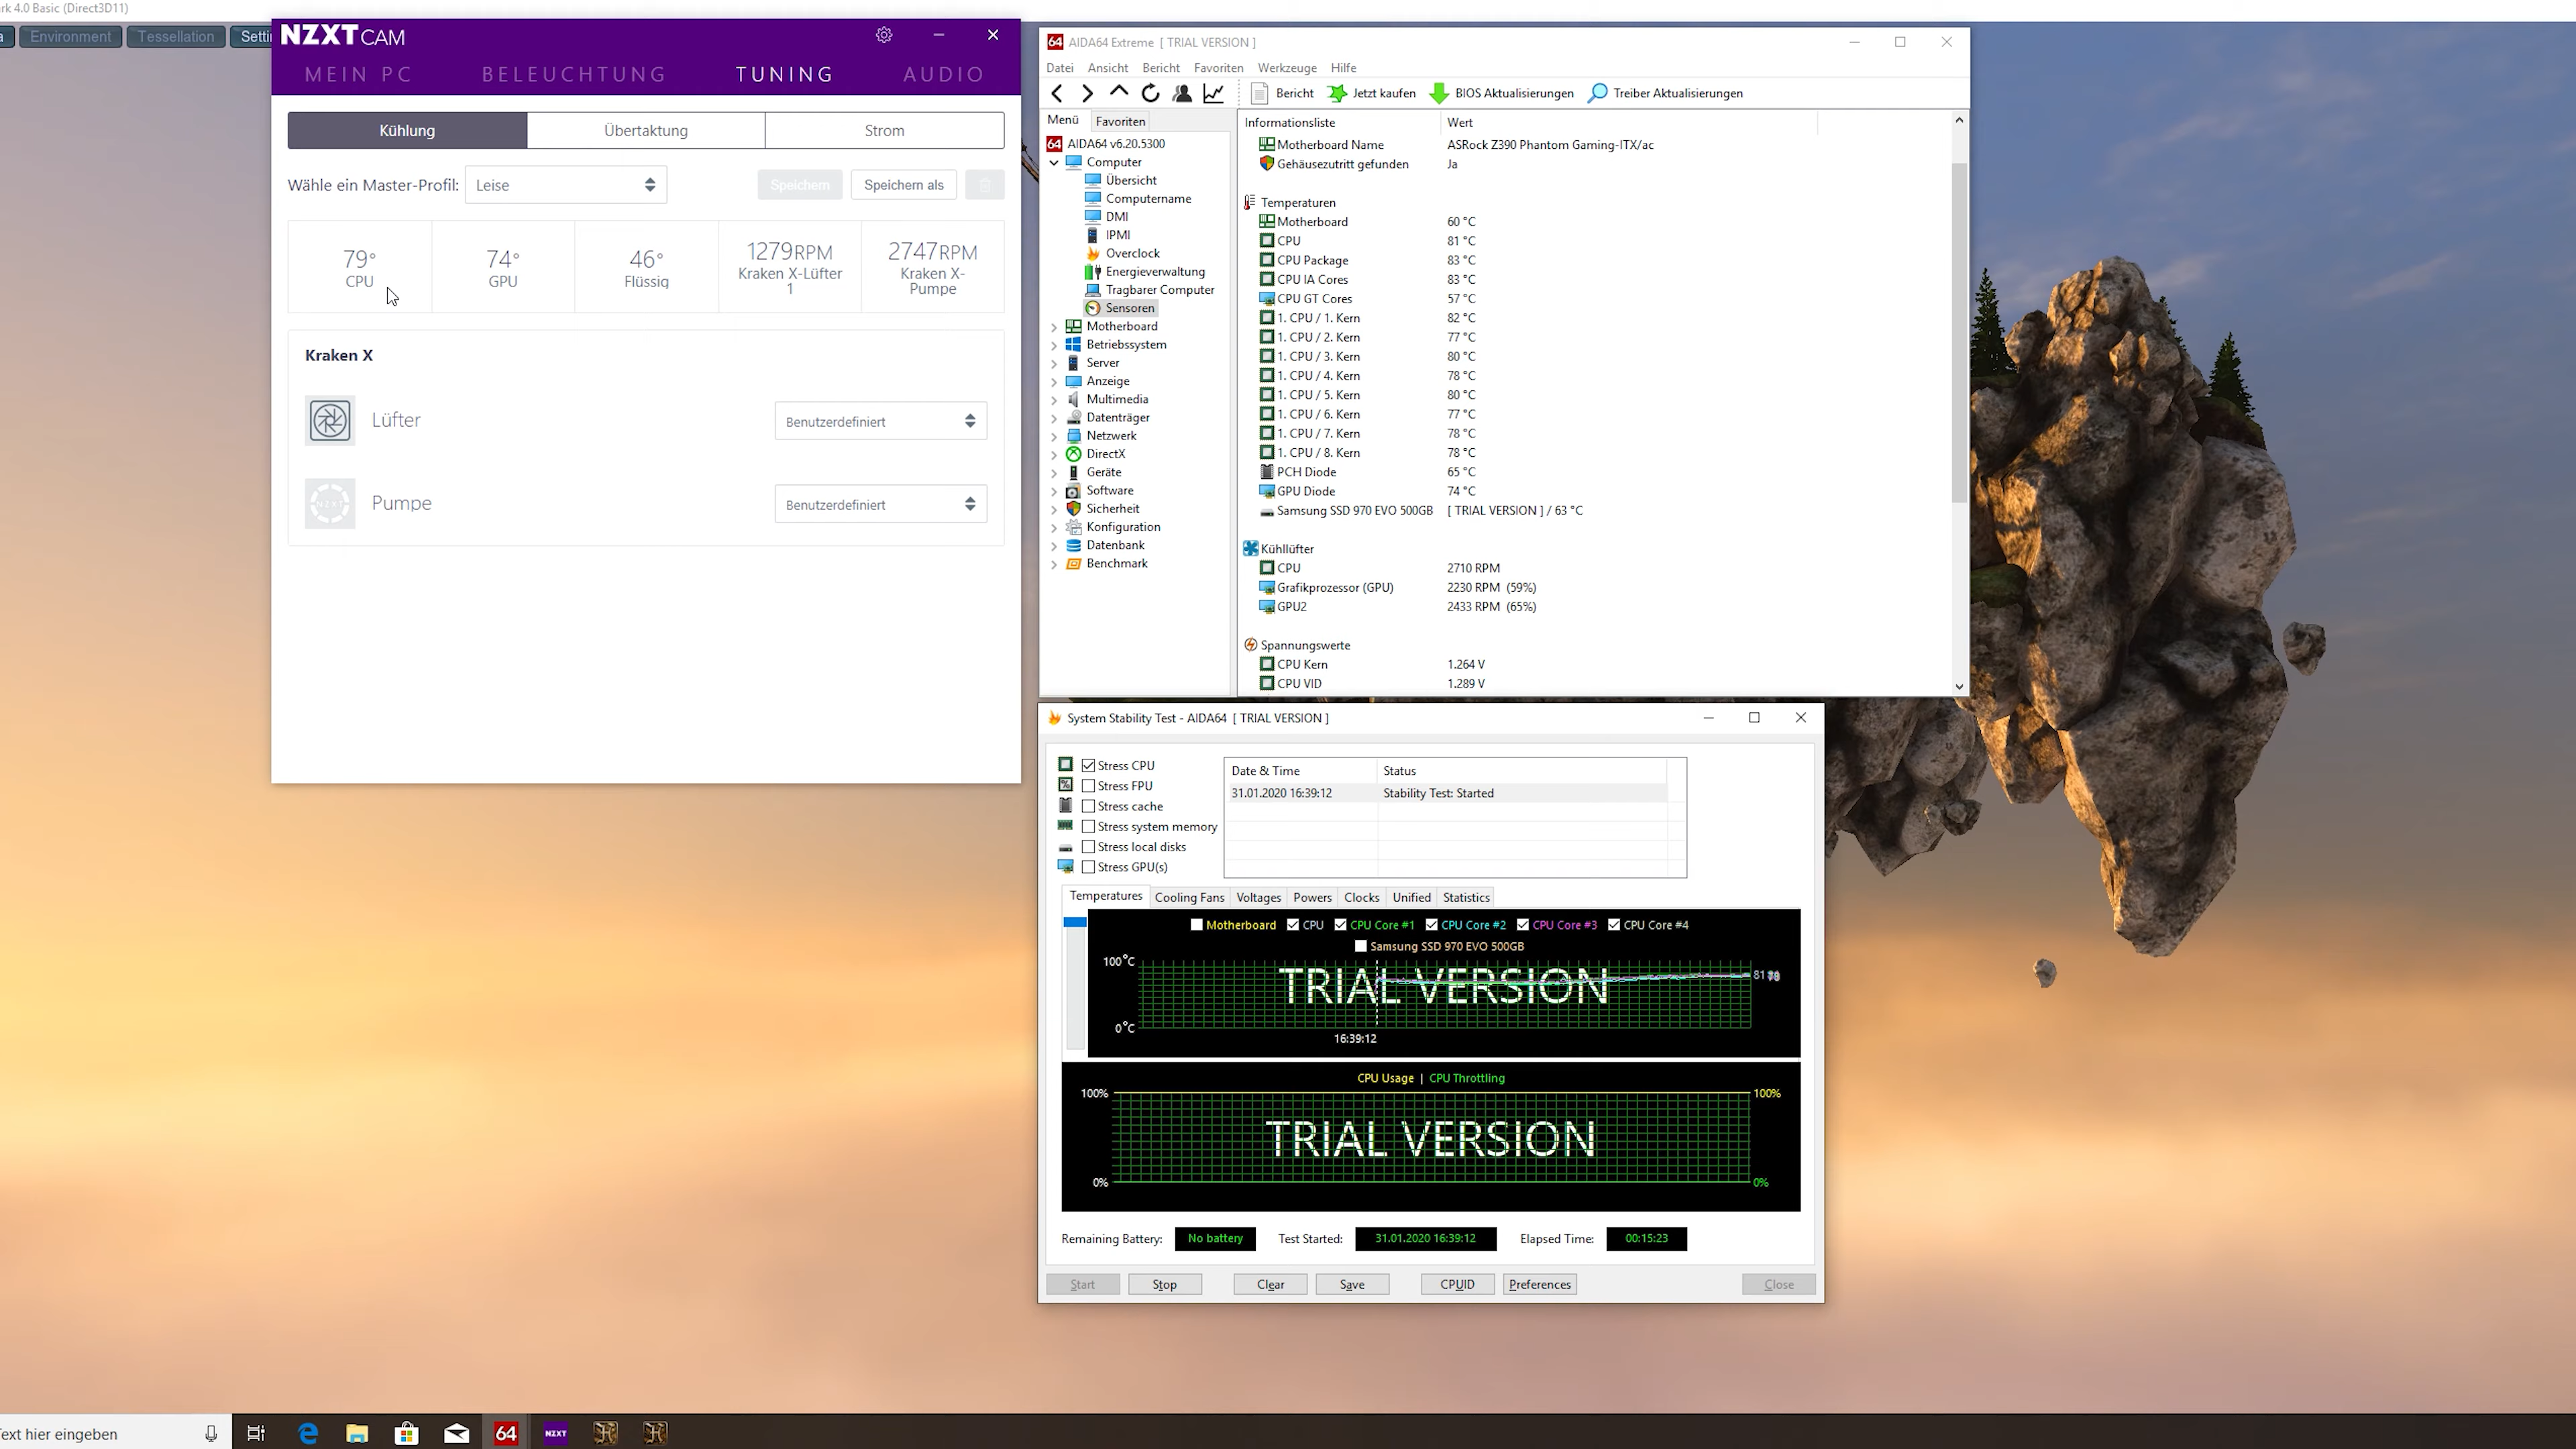 rk 4.0 Basic (Direct3D11)
a Environment Tessellation Setti
NZXT CAM
MEIN PC BELEUCHTUNG TUNING AUDIO
Kühlung Übertaktung Strom
Wähle ein Master-Profil: Leise Speichern Speichern als
79° 74° 46° 1279RPM 2747RPM
CPU GPU Flüssig Kraken X-Lüfter 1 Kraken X-Pumpe
Kraken X
Lüfter Benutzerdefiniert
Pumpe Benutzerdefiniert
64 AIDA64 Extreme [ TRIAL VERSION ]
Datei Ansicht Bericht Favoriten Werkzeuge Hilfe
Bericht Jetzt kaufen BIOS Aktualisierungen Treiber Aktualisierungen
Menü Favoriten
64 AIDA64 v6.20.5300
Computer
Übersicht
Computername
DMI
IPMI
Overclock
Energieverwaltung
Tragbarer Computer
Sensoren
Motherboard
Betriebssystem
Server
Anzeige
Multimedia
Datenträger
Netzwerk
DirectX
Geräte
Software
Sicherheit
Konfiguration
Datenbank
Benchmark
Informationsliste Wert
Motherboard Name ASRock Z390 Phantom Gaming-ITX/ac
Gehäusezutritt gefunden Ja
Temperaturen
Motherboard 60 °C
CPU 81 °C
CPU Package 83 °C
CPU IA Cores 83 °C
CPU GT Cores 57 °C
1. CPU / 1. Kern 82 °C
1. CPU / 2. Kern 77 °C
1. CPU / 3. Kern 80 °C
1. CPU / 4. Kern 78 °C
1. CPU / 5. Kern 80 °C
1. CPU / 6. Kern 77 °C
1. CPU / 7. Kern 78 °C
1. CPU / 8. Kern 78 °C
PCH Diode 65 °C
GPU Diode 74 °C
Samsung SSD 970 EVO 500GB [ TRIAL VERSION ] / 63 °C
Kühllüfter
CPU 2710 RPM
Grafikprozessor (GPU) 2230 RPM (59%)
GPU2 2433 RPM (65%)
Spannungswerte
CPU Kern 1.264 V
CPU VID 1.289 V
System Stability Test - AIDA64 [ TRIAL VERSION ]
Stress CPU
Stress FPU
Stress cache
Stress system memory
Stress local disks
Stress GPU(s)
Date & Time Status
31.01.2020 16:39:12 Stability Test: Started
Temperatures Cooling Fans Voltages Powers Clocks Unified Statistics
Motherboard CPU CPU Core #1 CPU Core #2 CPU Core #3 CPU Core #4
Samsung SSD 970 EVO 500GB
100°C 81
TRIAL VERSION
0°C
16:39:12
CPU Usage | CPU Throttling
100% 100%
TRIAL VERSION
0% 0%
Remaining Battery: No battery Test Started: 31.01.2020 16:39:12 Elapsed Time: 00:15:23
Start Stop Clear Save CPUID Preferences Close
Text hier eingeben
64 NZXT